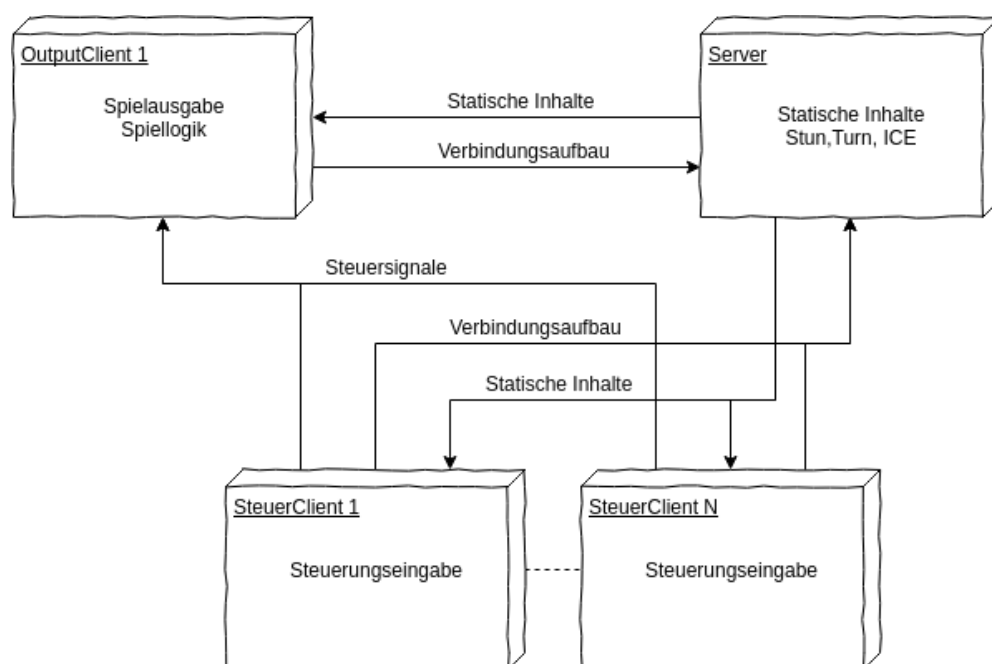 OutputClient 1
Spielausgabe
Spiellogik
Statische Inhalte
Verbindungsaufbau
Server
Statische Inhalte
Stun,Turn, ICE
Steuersignale
Verbindungsaufbau
Statische Inhalte
SteuerClient 1
Steuerungseingabe
SteuerClient N
Steuerungseingabe